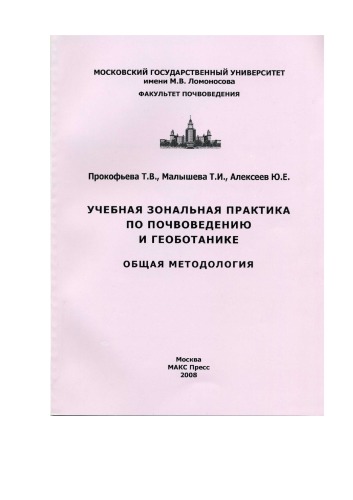 МОСКОВСКИЙ ГОСУДАРСТВЕННЫЙ УНИВЕРСИТЕТ
имени М.В. Ломоносова
ФАКУЛЬТЕТ ПОЧВОВЕДЕНИЯ
Прокофьева Т.В., Малышева Т.И., Алексеев Ю.Е.
УЧЕБНАЯ ЗОНАЛЬНАЯ ПРАКТИКА
ПО ПОЧВОВЕДЕНИЮ
И ГЕОБОТАНИКЕ
ОБЩАЯ МЕТОДОЛОГИЯ
Москва
МАКС Пресс
2008